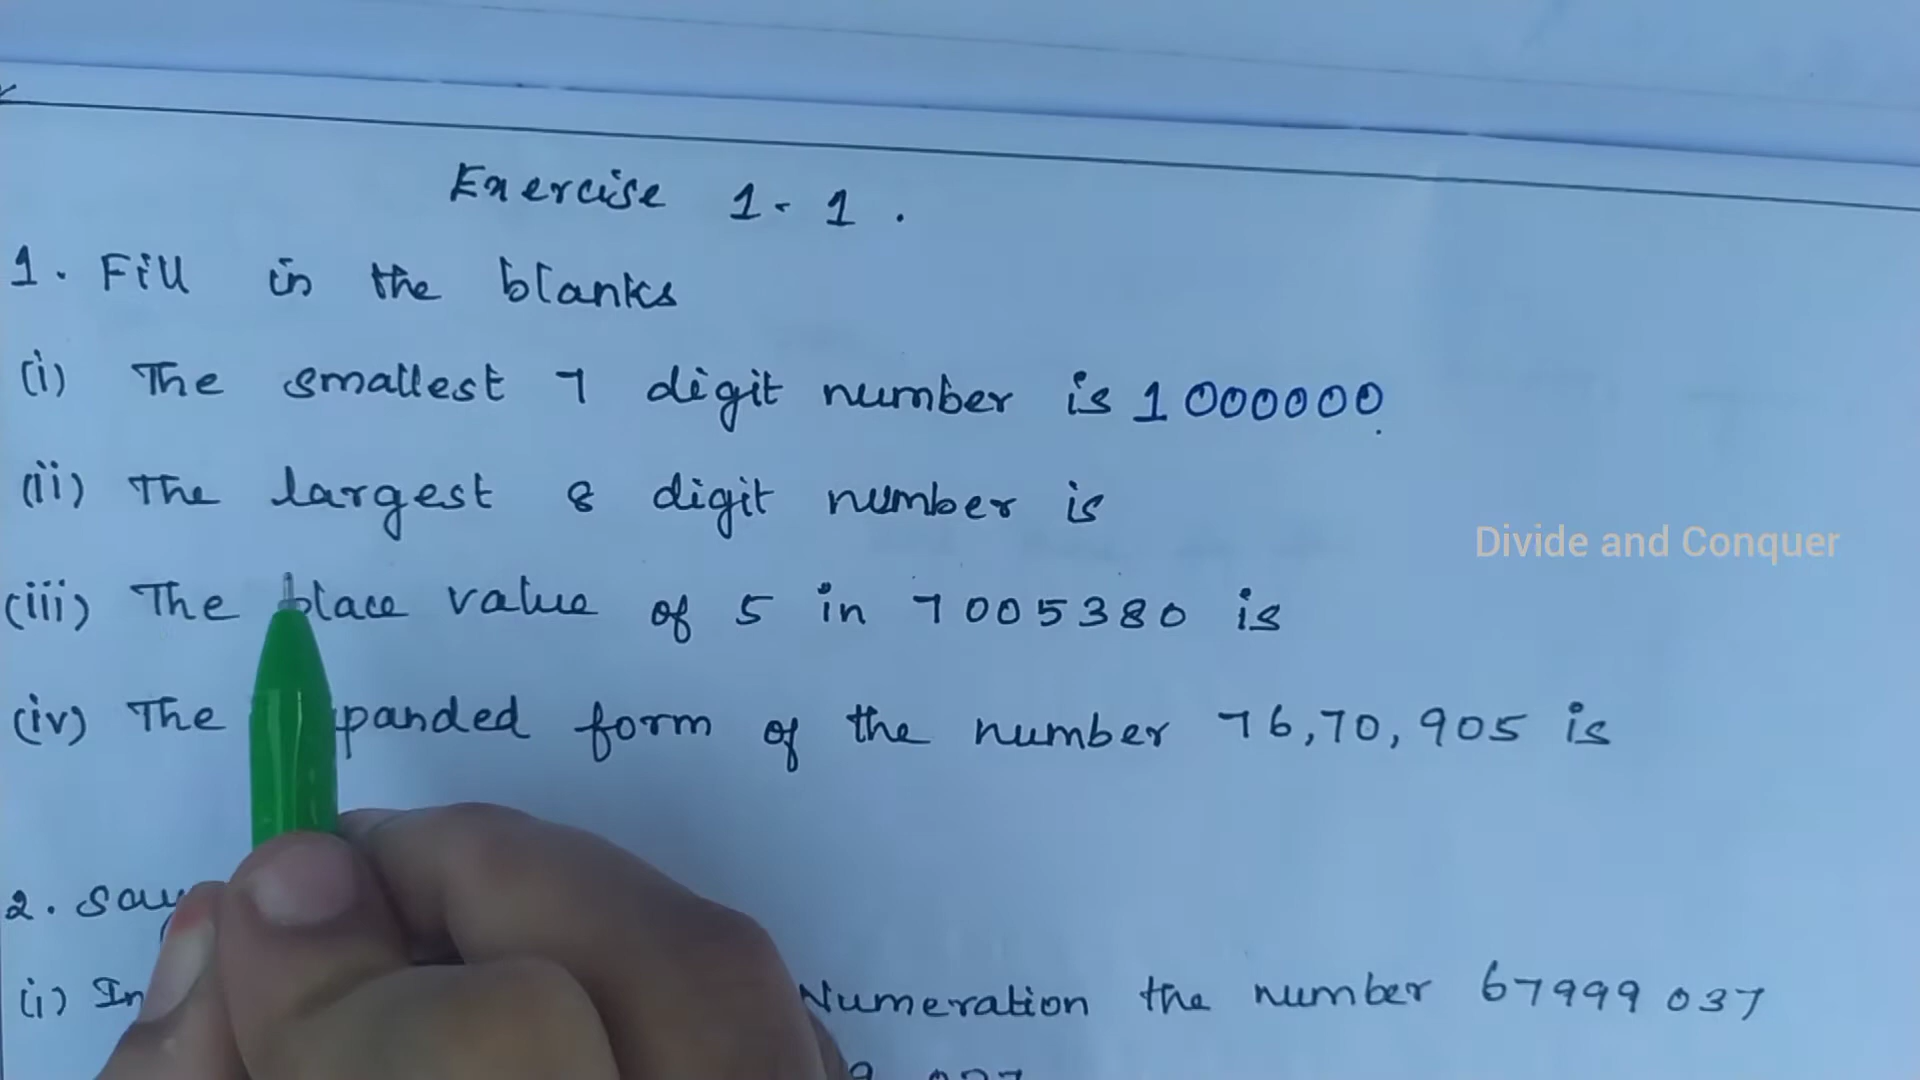 Exercise 1.1.
1. Fill in the blanks
(i) The smallest 7 digit number is 1000000.
(ii) The largest 8 digit number is
Divide and Conquer
(iii) The place value of 5 in 7005380 is
(iv) The panded form of the number 76,70,905 is
2. Say
(i) In Numeration the number 67999037